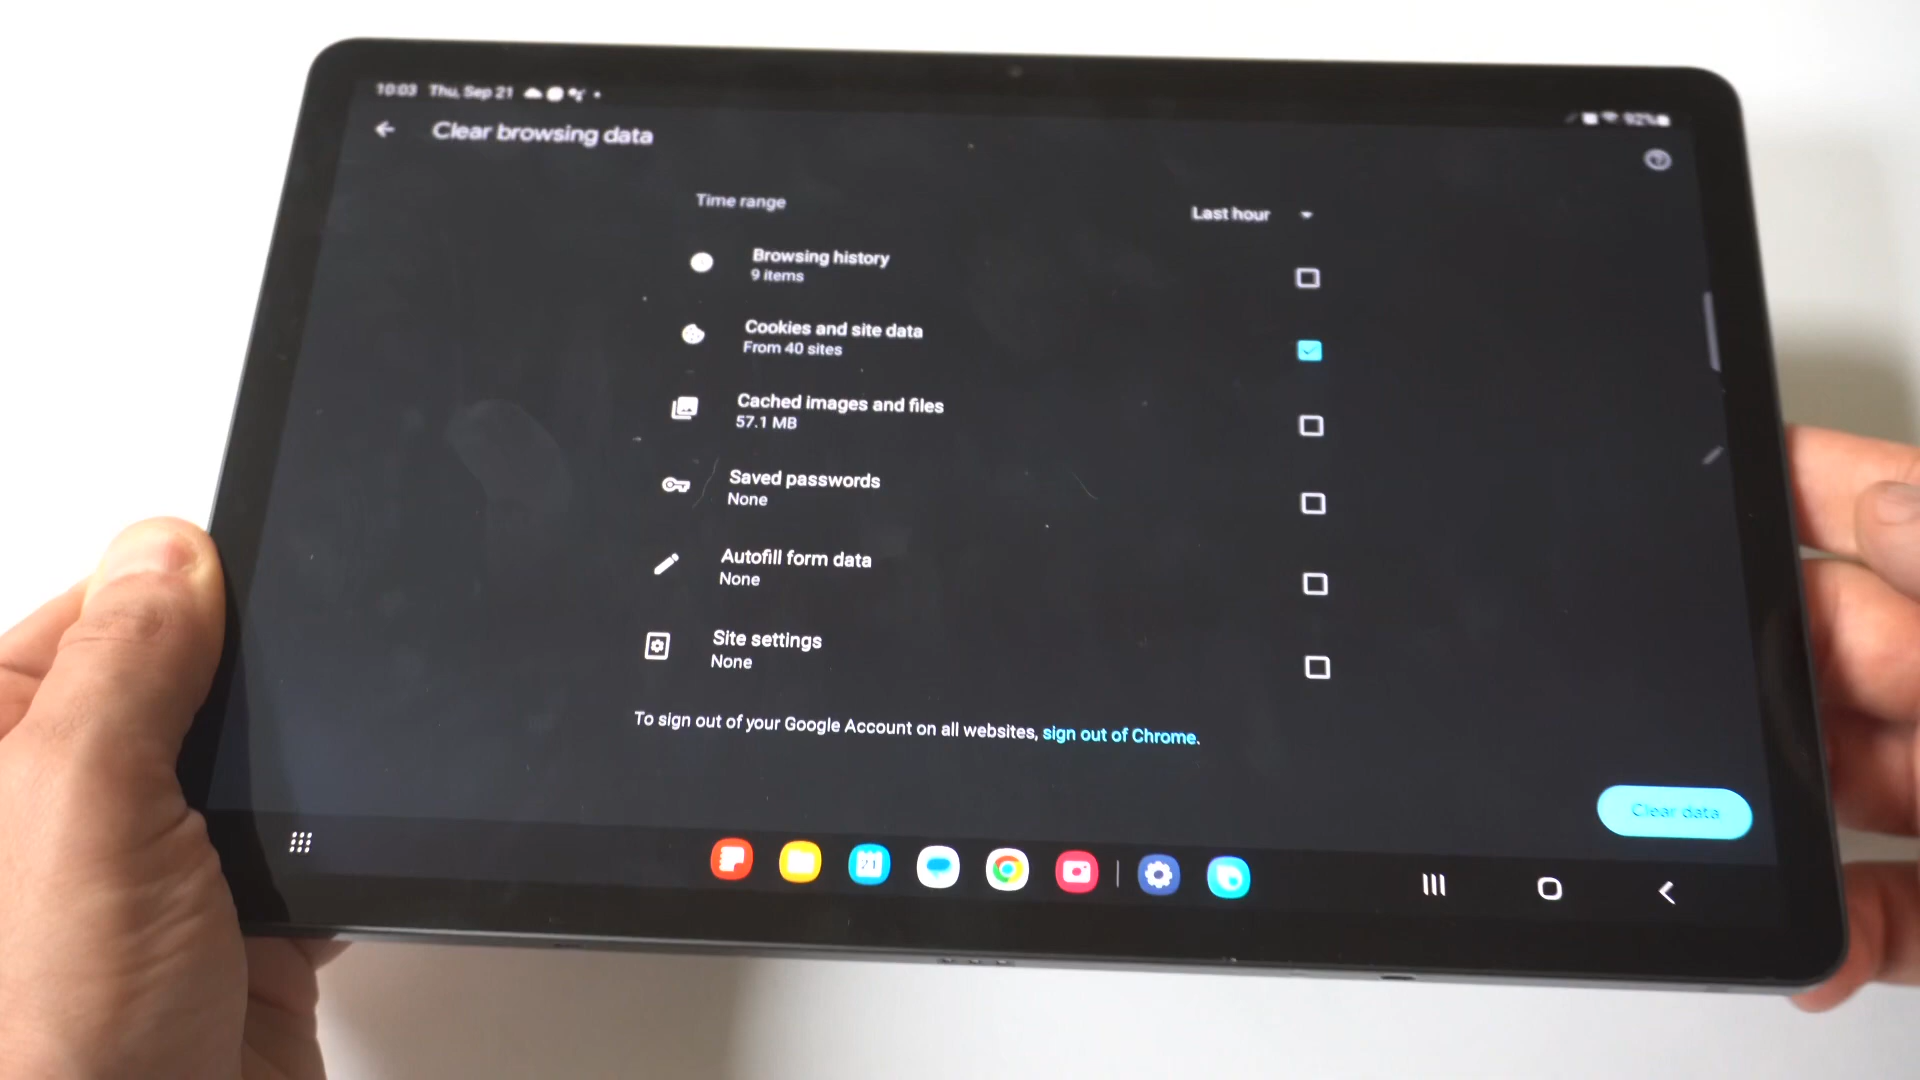 10:03 Thu, Sep 21
92%
Clear browsing data
Time range
Last hour
Browsing history
9 items
Cookies and site data
From 40 sites
Cached images and files
57.1 MB
Saved passwords
None
Autofill form data
None
Site settings
None
To sign out of your Google Account on all websites, sign out of Chrome.
Clear data
21